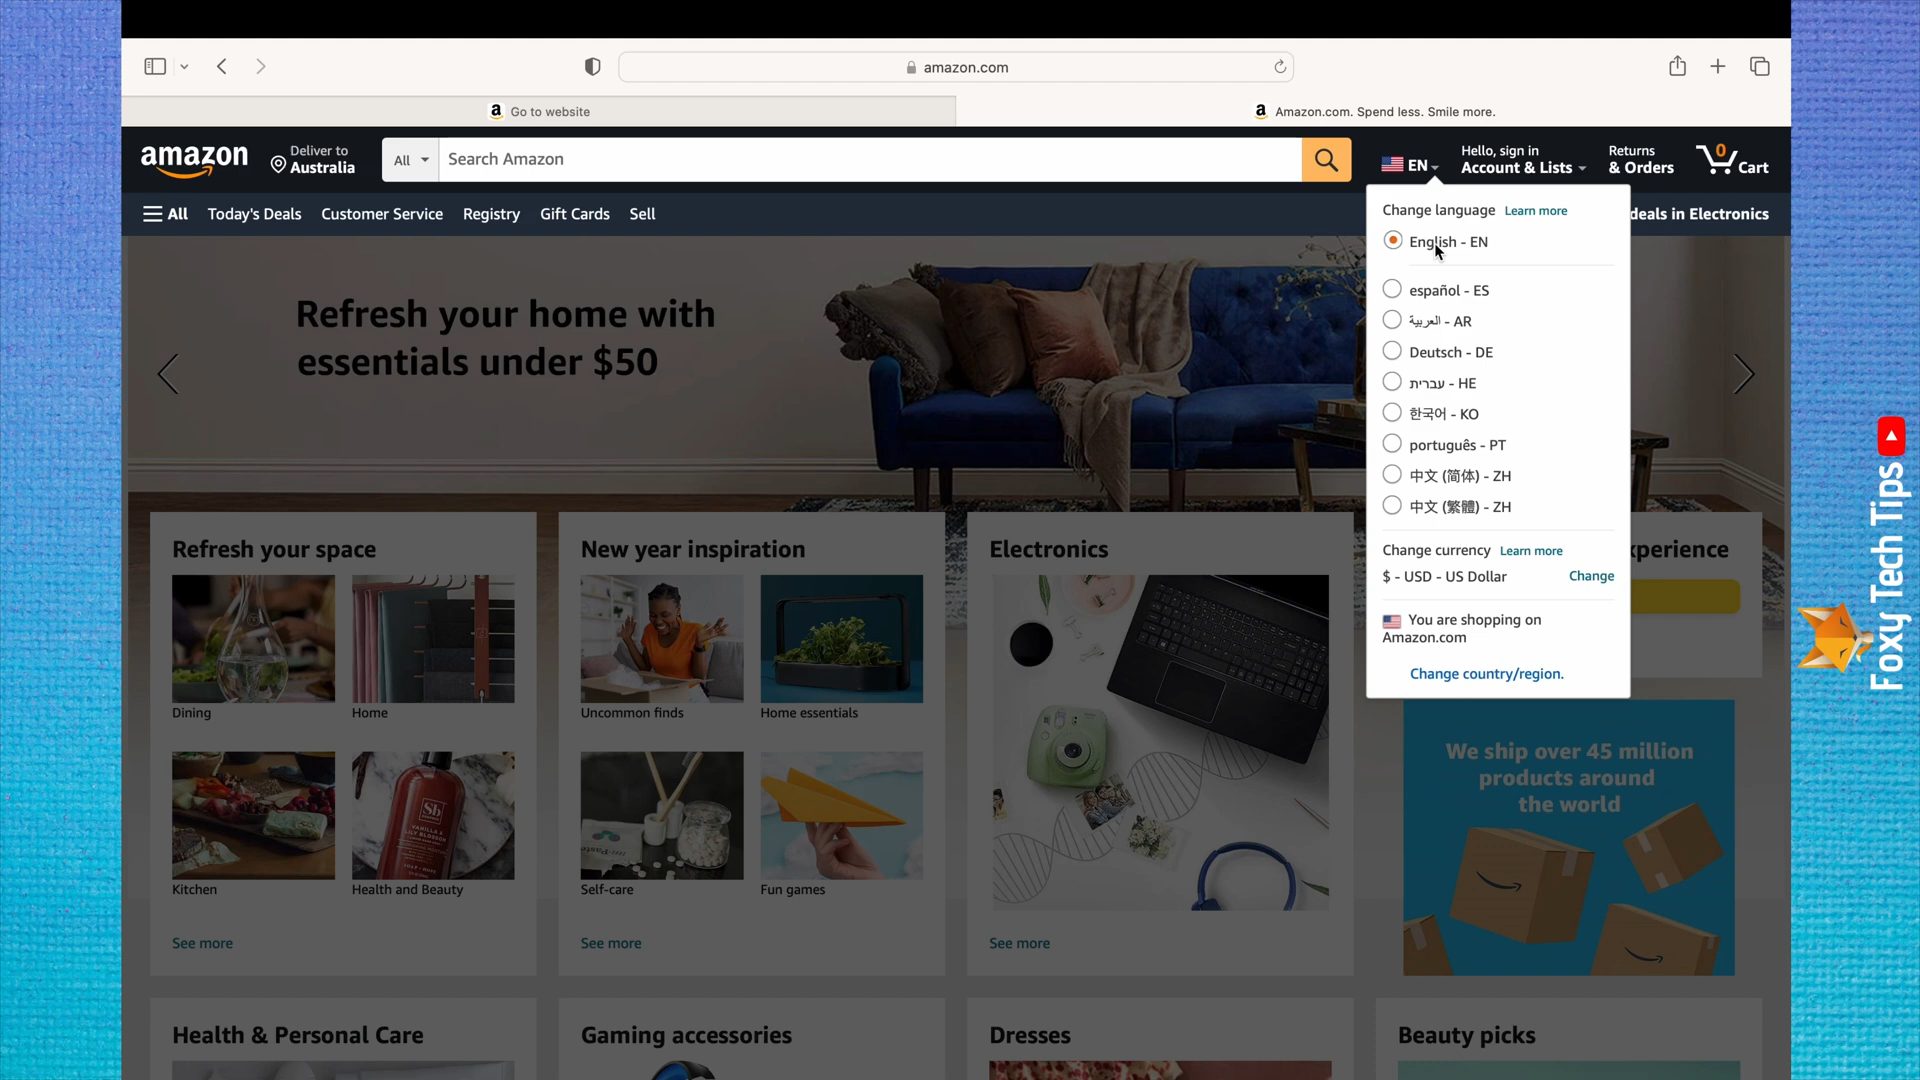 amazon.com
Go to website
Amazon.com. Spend less. Smile more.
amazon
Deliver to
Australia
All
Search Amazon
EN
Hello, sign in
Account & Lists
Returns
& Orders
0
Cart
All
Today's Deals
Customer Service
Registry
Gift Cards
Sell
deals in Electronics
Change language Learn more
English - EN
español - ES
العربية - AR
Deutsch - DE
עברית - HE
한국어 - KO
português - PT
中文 (简体) - ZH
中文 (繁體) - ZH
Change currency Learn more
$ - USD - US Dollar
Change
You are shopping on
Amazon.com
Change country/region.
Refresh your home with
essentials under $50
Refresh your space
Dining
Home
Kitchen
Health and Beauty
See more
New year inspiration
Uncommon finds
Home essentials
Self-care
Fun games
See more
Electronics
See more
xperience
We ship over 45 million
products around
the world
Health & Personal Care
Gaming accessories
Dresses
Beauty picks
Sb
VANILLA &
Foxy Tech Tips